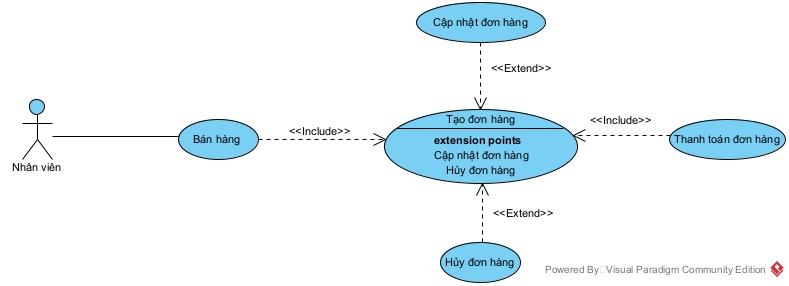 Cập nhật đơn hàng
<<Extend>>
Tạo đơn hàng
<<Include>>
<<Include>>
Bán hàng
extension points
Thanh toán đơn hàng
Cập nhật đơn hàng
Nhân viên
Hủy đơn hàng
<<Extend>>
Hủy đơn hàng
Powered By Visual Paradigm Community Edition